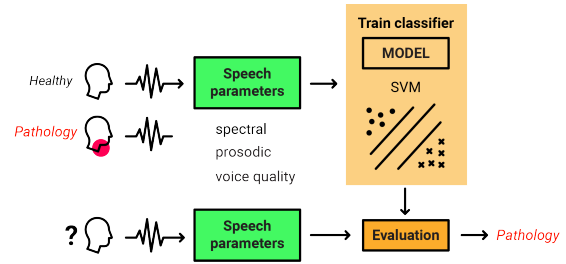 Train classifier
MODEL
SVM
Healthy
Speech
parameters
Pathology
spectral
prosodic
voice quality
?
Speech
parameters
Evaluation
Pathology